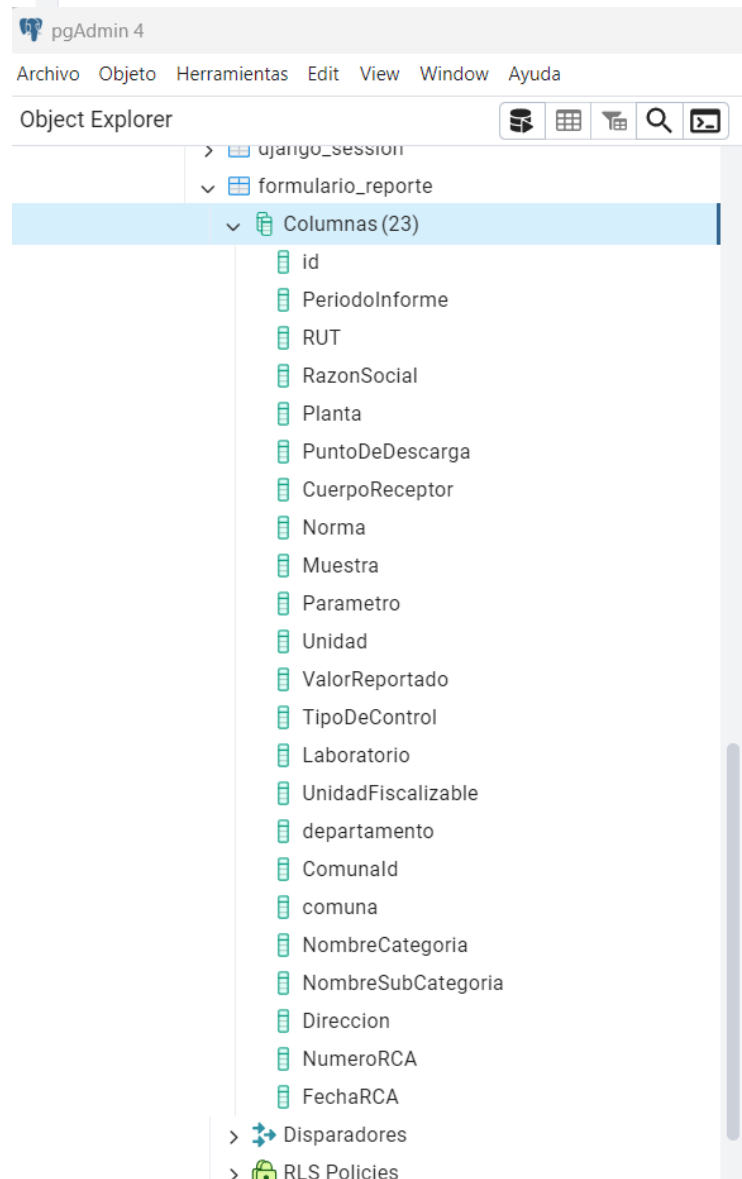 pgAdmin 4
Archivo Objeto Herramientas Edit View Window Ayuda
Object Explorer
django_session
formulario_reporte
Columnas (23)
id
PeriodoInforme
RUT
RazonSocial
Planta
PuntoDeDescarga
CuerpoReceptor
Norma
Muestra
Parametro
Unidad
ValorReportado
TipoDeControl
Laboratorio
UnidadFiscalizable
departamento
ComunaId
comuna
NombreCategoria
NombreSubCategoria
Direccion
NumeroRCA
FechaRCA
Disparadores
RLS Policies